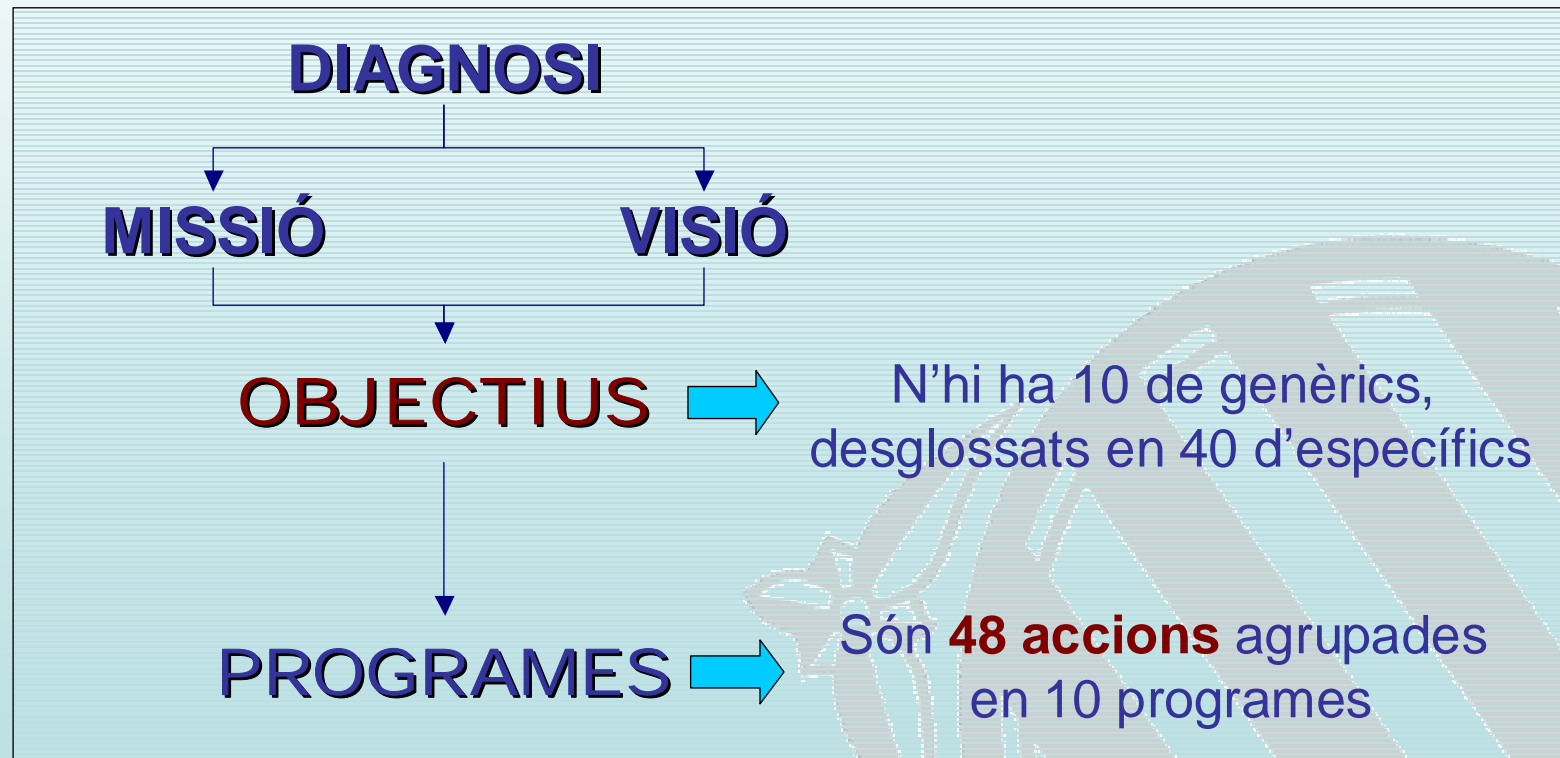 DIAGNOSI
MISSIÓ
VISIÓ
OBJECTIUS
N’hi ha 10 de genèrics,
desglossats en 40 d’específics
PROGRAMES
Són 48 accions agrupades
en 10 programes